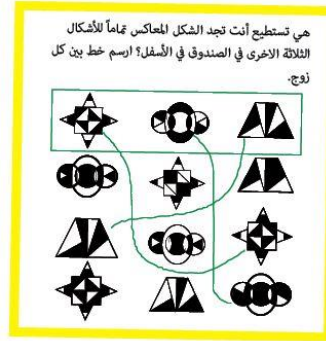 هي تستطيع أنت تجد الشكل المعاكس تماماً للأشكال
الثلاثة الاخرى في الصندوق في الأسفل؟ ارسم خط بين كل
زوج.